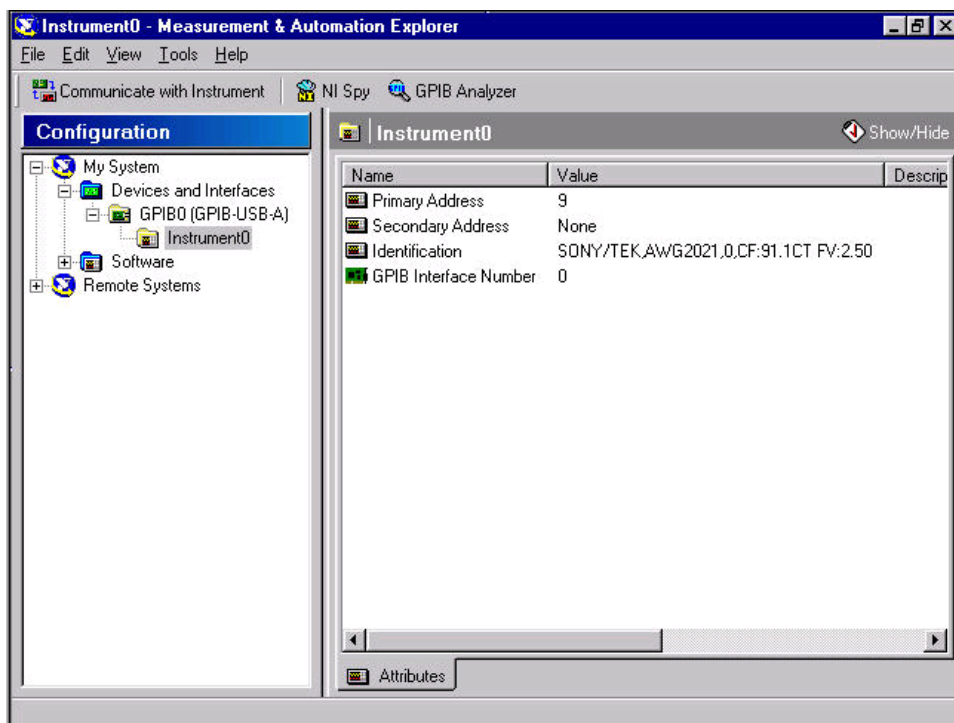 Instrument0 - Measurement & Automation Explorer
File Edit View Tools Help
Communicate with Instrument NI Spy GPIB Analyzer
Configuration
My System
Devices and Interfaces
GPIB0 (GPIB-USB-A)
Instrument0
Software
Remote Systems
Instrument0 Show/Hide
Name Value Descrip
Primary Address 9
Secondary Address None
Identification SONY/TEK,AWG2021,0,CF:91.1CT FV:2.50
GPIB Interface Number 0
Attributes